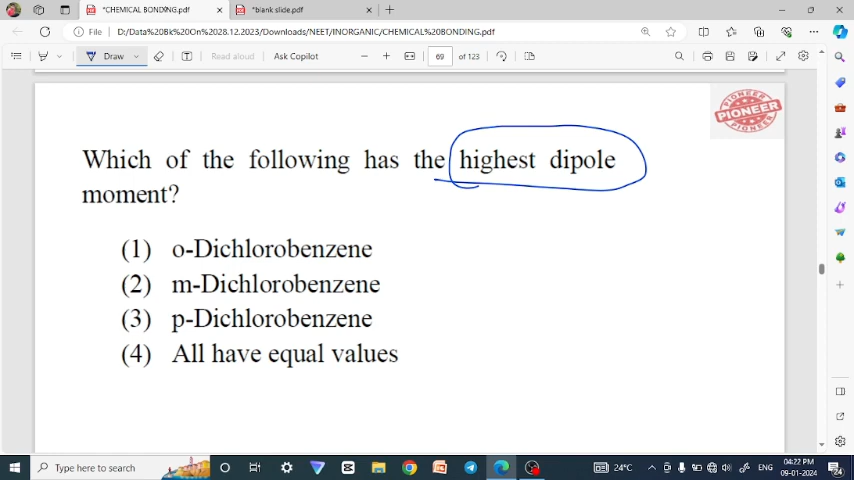 *CHEMICAL BONDING.pdf
*blank slide.pdf
File
D:/Data%20Bk%20On%2028.12.2023/Downloads/NEET/INORGANIC/CHEMICAL%20BONDING.pdf
Draw
Read aloud
Ask Copilot
69
of 123
PIONEER
PIONEER
PIONEER
Which of the following has the highest dipole
moment?
(1) o-Dichlorobenzene
(2) m-Dichlorobenzene
(3) p-Dichlorobenzene
(4) All have equal values
Type here to search
24°C
ENG
04:22 PM
09-01-2024
24